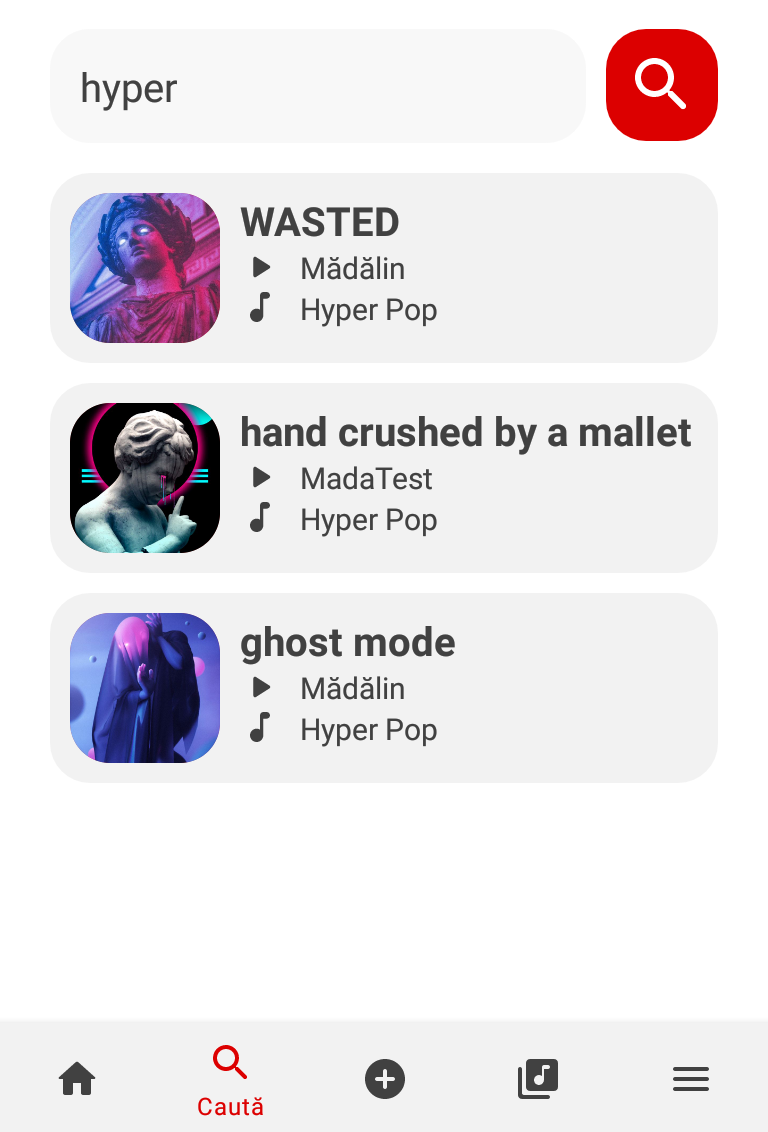 hyper
WASTED
Mădălin
Hyper Pop
hand crushed by a mallet
MadaTest
Hyper Pop
ghost mode
Mădălin
Hyper Pop
Caută